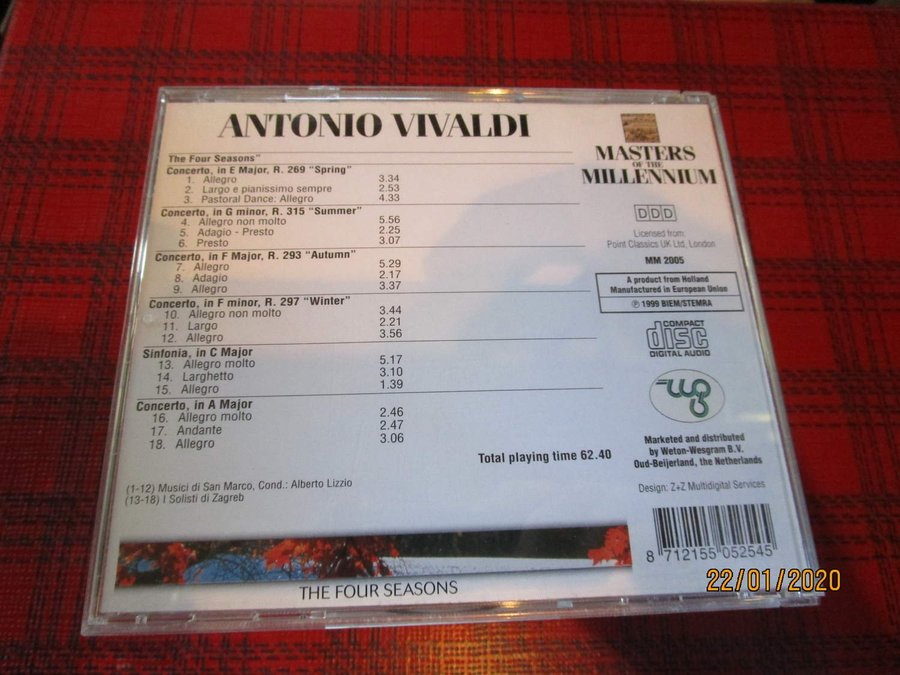 ANTONIO VIVALDI
The Four Seasons"
Concerto, in E Major, R. 269 "Spring"
1. Allegro 3.34
2. Largo e pianissimo sempre 2.53
3. Pastoral Dance: Allegro 4.33
Concerto, in G minor, R. 315 "Summer"
4. Allegro non molto 5.56
5. Adagio - Presto 2.25
6. Presto 3.07
Concerto, in F Major, R. 293 "Autumn"
7. Allegro 5.29
8. Adagio 2.17
9. Allegro 3.37
Concerto, in F minor, R. 297 "Winter"
10. Allegro non molto 3.44
11. Largo 2.21
12. Allegro 3.56
Sinfonia, in C Major
13. Allegro molto 5.17
14. Larghetto 3.10
15. Allegro 1.39
Concerto, in A Major
16. Allegro molto 2.46
17. Andante 2.47
18. Allegro 3.06
Total playing time 62.40
(1-12) Musici di San Marco, Cond.: Alberto Lizzio
(13-18) I Solisti di Zagreb
THE FOUR SEASONS
MASTERS
OF THE
MILLENNIUM
DDD
Licensed from:
Point Classics UK Ltd, London
MM 2005
A product from Holland
Manufactured in European Union
℗ 1999 BIEM/STEMRA
COMPACT
disc
DIGITAL AUDIO
wg
Marketed and distributed
by Weton-Wesgram B.V.
Oud-Beijerland, the Netherlands
Design: Z+Z Multidigital Services
8 712155 052545
22/01/2020